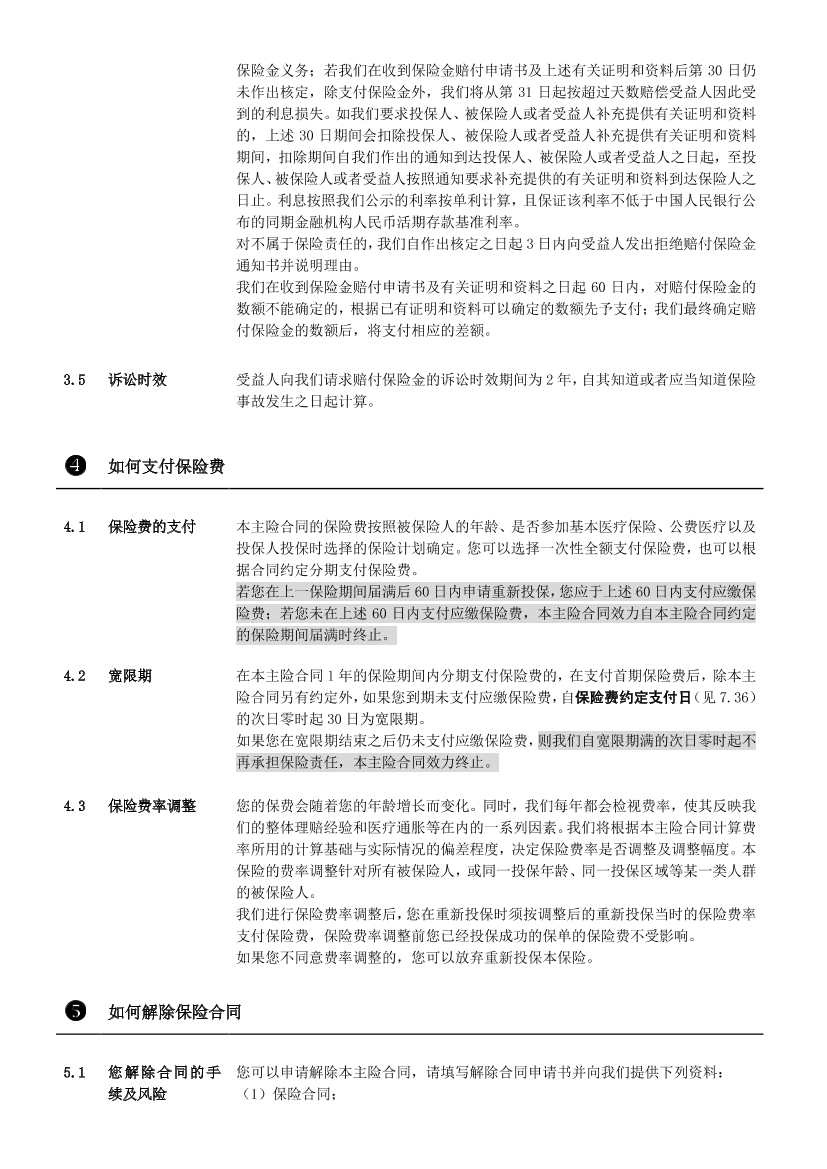 保险金义务；若我们在收到保险金赔付申请书及上述有关证明和资料后第 30 日仍
未作出核定，除支付保险金外，我们将从第 31 日起按超过天数赔偿受益人因此受
到的利息损失。如我们要求投保人、被保险人或者受益人补充提供有关证明和资料
的，上述 30 日期间会扣除投保人、被保险人或者受益人补充提供有关证明和资料
期间，扣除期间自我们作出的通知到达投保人、被保险人或者受益人之日起，至投
保人、被保险人或者受益人按照通知要求补充提供的有关证明和资料到达保险人之
日止。利息按照我们公示的利率按单利计算，且保证该利率不低于中国人民银行公
布的同期金融机构人民币活期存款基准利率。
对不属于保险责任的，我们自作出核定之日起 3 日内向受益人发出拒绝赔付保险金
通知书并说明理由。
我们在收到保险金赔付申请书及有关证明和资料之日起 60 日内，对赔付保险金的
数额不能确定的，根据已有证明和资料可以确定的数额先予支付；我们最终确定赔
付保险金的数额后，将支付相应的差额。
3.5 诉讼时效 受益人向我们请求赔付保险金的诉讼时效期间为 2 年，自其知道或者应当知道保险
事故发生之日起计算。
❹ 如何支付保险费
4.1 保险费的支付 本主险合同的保险费按照被保险人的年龄、是否参加基本医疗保险、公费医疗以及
投保人投保时选择的保险计划确定。您可以选择一次性全额支付保险费，也可以根
据合同约定分期支付保险费。
若您在上一保险期间届满后 60 日内申请重新投保，您应于上述 60 日内支付应缴保
险费；若您未在上述 60 日内支付应缴保险费，本主险合同效力自本主险合同约定
的保险期间届满时终止。
4.2 宽限期 在本主险合同 1 年的保险期间内分期支付保险费的，在支付首期保险费后，除本主
险合同另有约定外，如果您到期未支付应缴保险费，自保险费约定支付日（见 7.36）
的次日零时起 30 日为宽限期。
如果您在宽限期结束之后仍未支付应缴保险费，则我们自宽限期满的次日零时起不
再承担保险责任，本主险合同效力终止。
4.3 保险费率调整 您的保费会随着您的年龄增长而变化。同时，我们每年都会检视费率，使其反映我
们的整体理赔经验和医疗通胀等在内的一系列因素。我们将根据本主险合同计算费
率所用的计算基础与实际情况的偏差程度，决定保险费率是否调整及调整幅度。本
保险的费率调整针对所有被保险人，或同一投保年龄、同一投保区域等某一类人群
的被保险人。
我们进行保险费率调整后，您在重新投保时须按调整后的重新投保当时的保险费率
支付保险费，保险费率调整前您已经投保成功的保单的保险费不受影响。
如果您不同意费率调整的，您可以放弃重新投保本保险。
❺ 如何解除保险合同
5.1 您解除合同的手 您可以申请解除本主险合同，请填写解除合同申请书并向我们提供下列资料：
续及风险 （1）保险合同；